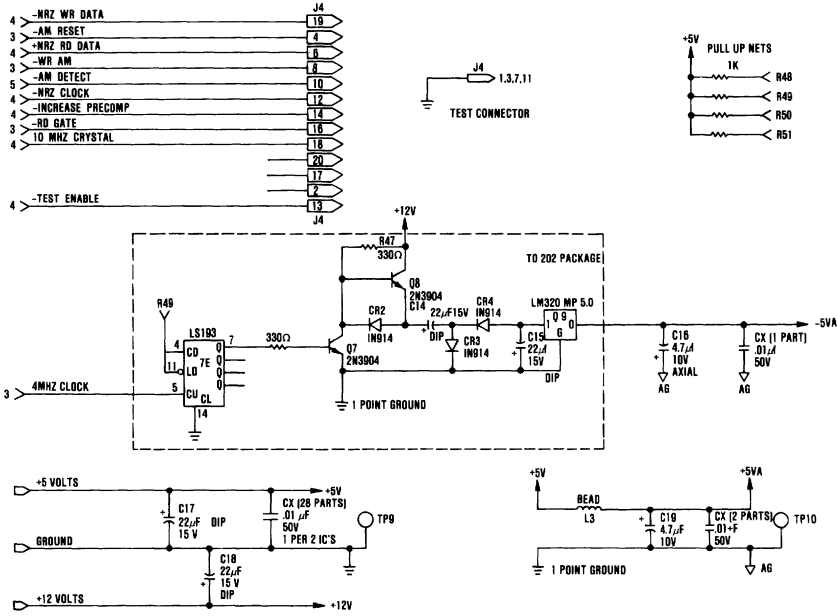 J4
4 -NRZ WR DATA 19
3 -AM RESET 4
4 +NRZ RD DATA 6
3 -WR AM 8
5 -AM DETECT 10
4 -NRZ CLOCK 12
4 -INCREASE PRECOMP 14
3 -RD GATE 16
4 10 MHZ CRYSTAL 18
20
17
2
4 -TEST ENABLE 13
J4
J4
1,3,7,11
TEST CONNECTOR
+5V
PULL UP NETS
1K
R48
R49
R50
R51
+12V
R47
330Ω
TO 202 PACKAGE
Q8
2N3904
C14
22μF15V
DIP
CR4
IN914
LM320 MP 5.0
1 Q 9 0
G
-5VA
R49
LS193
4 CD
7E
11 LD
5 CU CL
14
Q 7
Q
Q
Q
330Ω
CR2
IN914
Q7
2N3904
CR3
IN914
C15
22μf
15V
DIP
C16
4.7μf
10V
AXIAL
AG
CX (1 PART)
.01μf
50V
AG
3 4MHZ CLOCK
1 POINT GROUND
+5 VOLTS
+5V
C17
22μF DIP
15 V
CX (28 PARTS)
.01 μF
50V
1 PER 2 IC'S
TP9
GROUND
C18
22μF
15 V
DIP
+12 VOLTS
+12V
+5V
+5VA
BEAD
L3
C19
4.7μF
10V
CX (2 PARTS)
.01+F
50V
TP10
1 POINT GROUND
AG